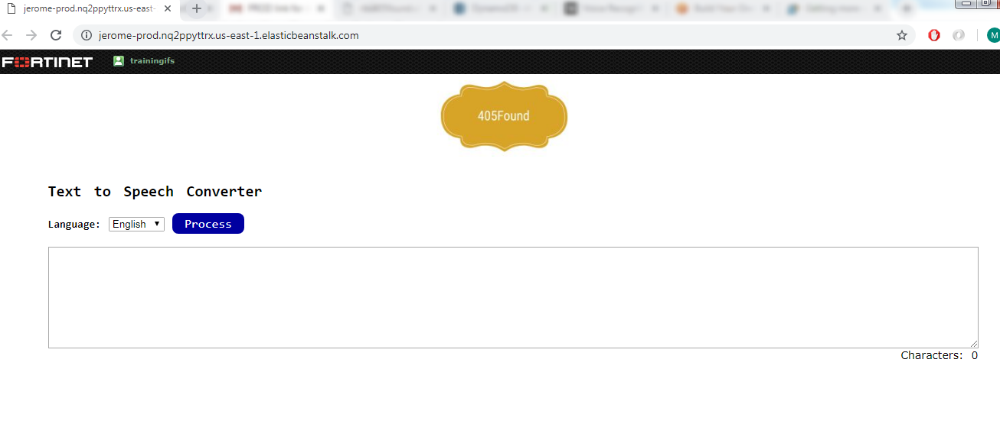 jerome-prod.nq2ppyttrx.us-east-
jerome-prod.nq2ppyttrx.us-east-1.elasticbeanstalk.com
M
FORTINET trainingifs
405Found
Text to Speech Converter
Language: English Process
Characters: 0